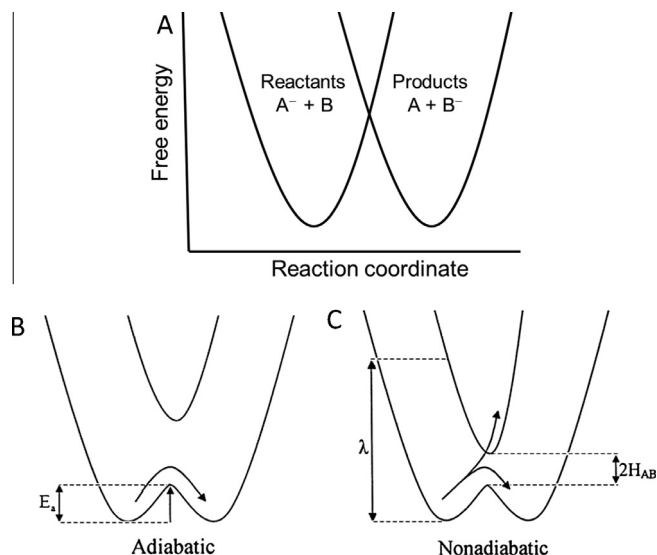 A
Free energy
Reactants
A⁻ + B
Products
A + B⁻
Reaction coordinate
B
Eₐ
Adiabatic
C
λ
2H_AB
Nonadiabatic